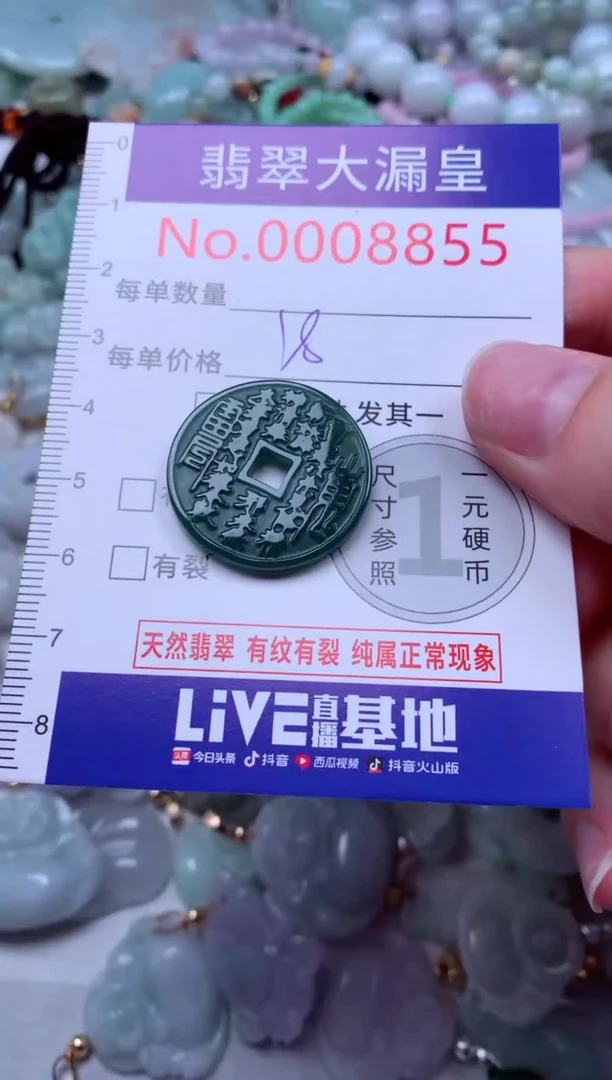 翡翠大漏皇
No.0008855
每单数量
每单价格 18
发其一
尺寸参照
1
一元硬币
有裂
天然翡翠 有纹有裂 纯属正常现象
LiVE直播基地
头条 今日头条 抖音 西瓜视频 抖音火山版
0
1
2
3
4
5
6
7
8